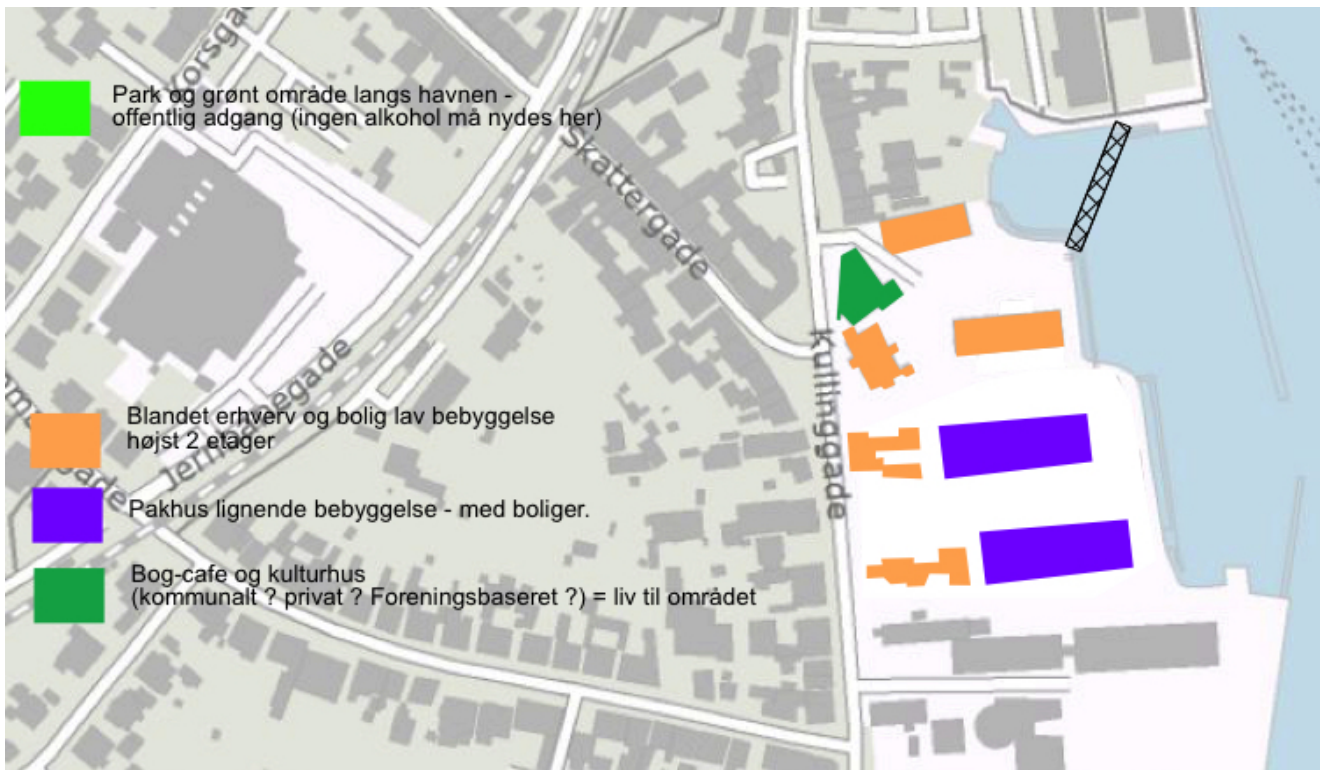 Korsga
Park og grønt område langs havnen -
offentlig adgang (ingen alkohol må nydes her)
Skattergade
Kullinggade
Jernbanegade
Blandet erhverv og bolig lav bebyggelse
højst 2 etager
gade
Pakhus lignende bebyggelse - med boliger.
Bog-cafe og kulturhus
(kommunalt ? privat ? Foreningsbaseret ?) = liv til området